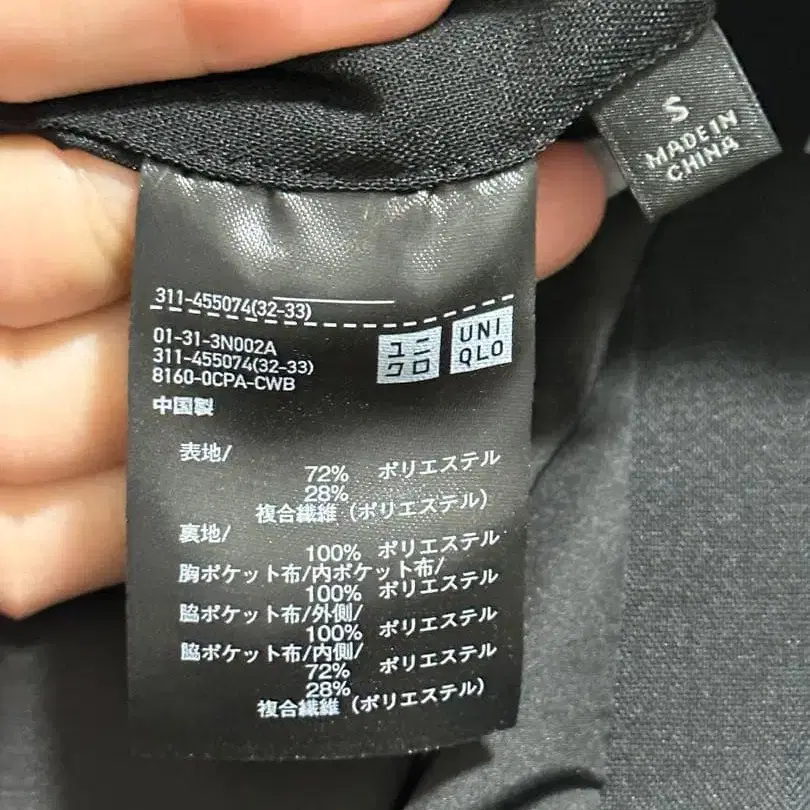 S
MADE IN
CHINA
311-455074(32-33)
01-31-3N002A
311-455074(32-33)
8160-0CPA-CWB
中国製
ユニ
クロ
UNI
QLO
表地/
72% ポリエステル
28%
複合繊維(ポリエステル)
裏地/
100% ポリエステル
胸ポケット布/内ポケット布/
100% ポリエステル
脇ポケット布/外側/
100% ポリエステル
脇ポケット布/内側/
72% ポリエステル
28%
複合繊維(ポリエステル)